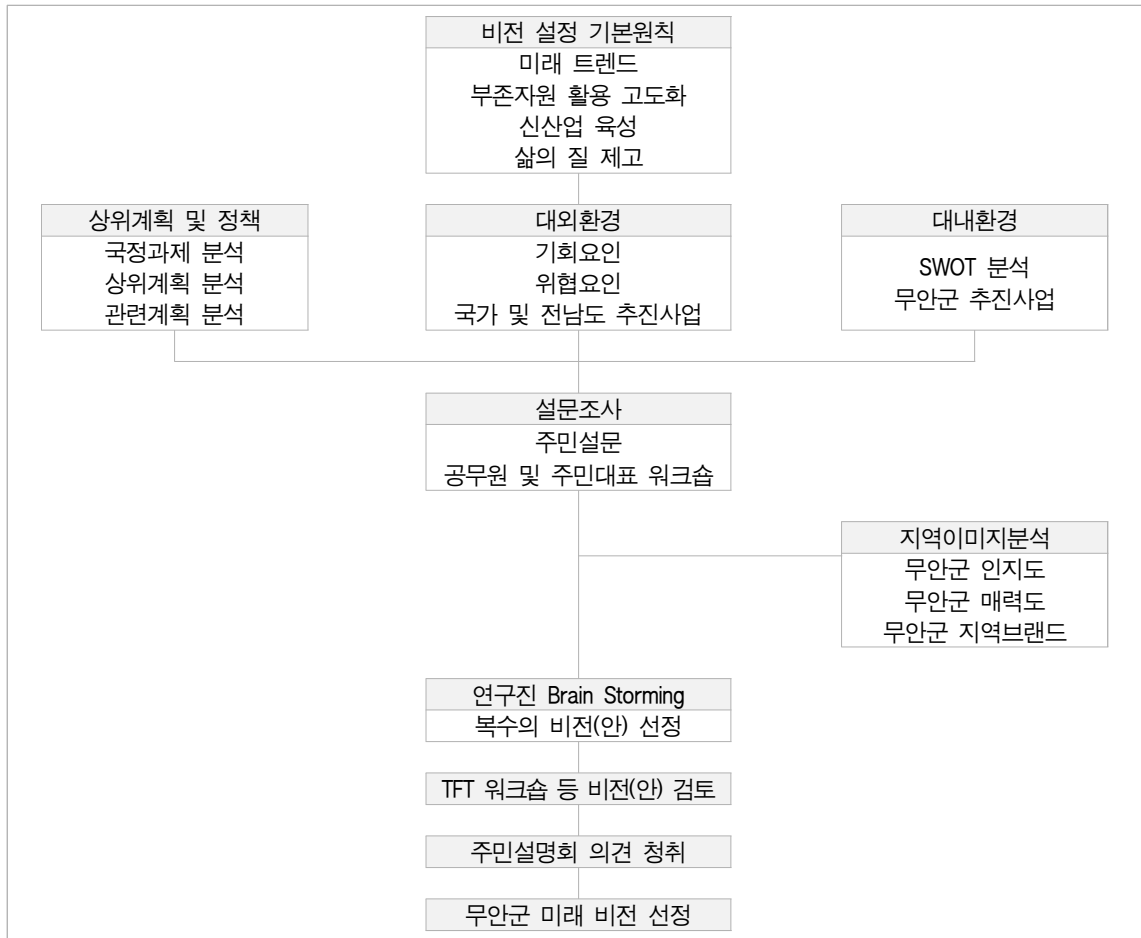 비전 설정 기본원칙
미래 트렌드
부존자원 활용 고도화
신산업 육성
삶의 질 제고
상위계획 및 정책
국정과제 분석
상위계획 분석
관련계획 분석
대외환경
기회요인
위협요인
국가 및 전남도 추진사업
대내환경
SWOT 분석
무안군 추진사업
설문조사
주민설문
공무원 및 주민대표 워크숍
지역이미지분석
무안군 인지도
무안군 매력도
무안군 지역브랜드
연구진 Brain Storming
복수의 비전(안) 선정
TFT 워크숍 등 비전(안) 검토
주민설명회 의견 청취
무안군 미래 비전 선정